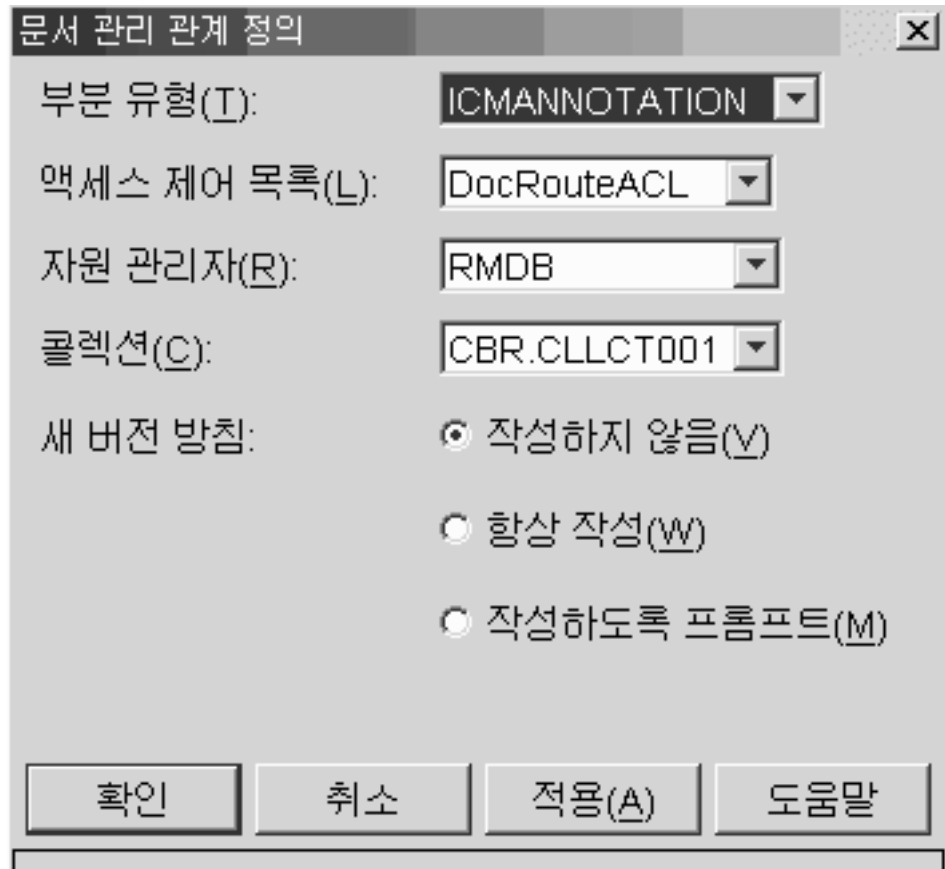 문서 관리 관계 정의
부분 유형(T): ICMANNOTATION
액세스 제어 목록(L): DocRouteACL
자원 관리자(R): RMDB
콜렉션(C): CBR.CLLCT001
새 버전 방침: 작성하지 않음(V)
항상 작성(W)
작성하도록 프롬프트(M)
확인 취소 적용(A) 도움말